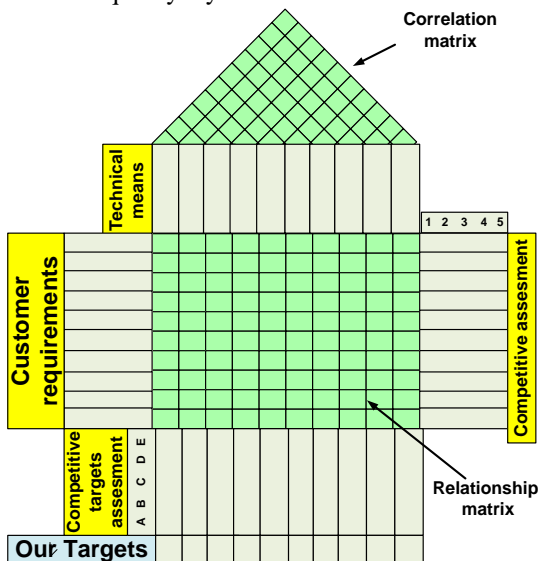 Correlation
matrix
Technical
means
1 2 3 4 5
Customer
requirements
Competitive assesment
Competitive
targets
assesment
A B C D E
Relationship
matrix
Our Targets